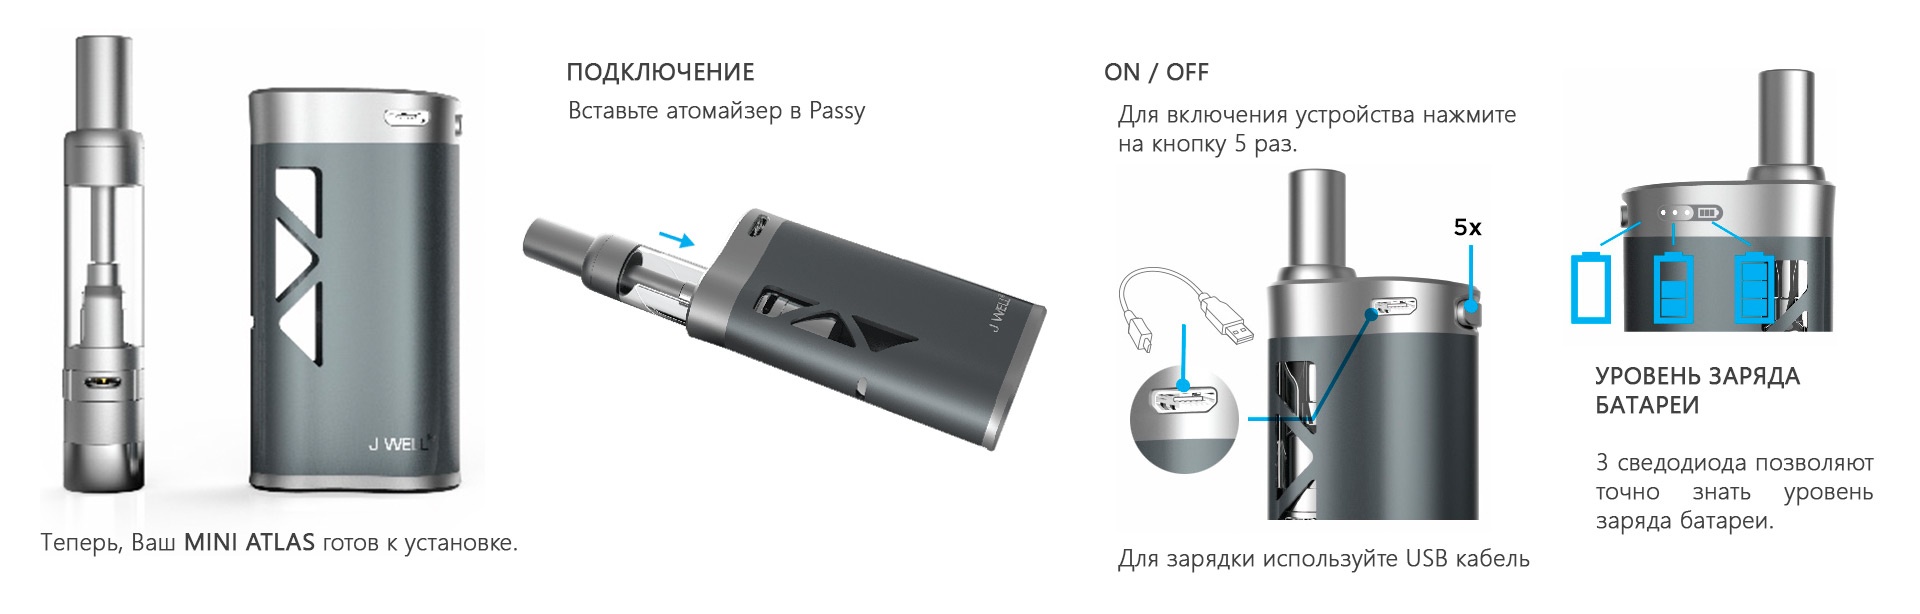 J WELL
Теперь, Ваш MINI ATLAS готов к установке.
ПОДКЛЮЧЕНИЕ
Вставьте атомайзер в Passy
J WELL
ON / OFF
Для включения устройства нажмите
на кнопку 5 раз.
5x
Для зарядки используйте USB кабель
УРОВЕНЬ ЗАРЯДА
БАТАРЕИ
3 сведодиода позволяют
точно знать уровень
заряда батареи.